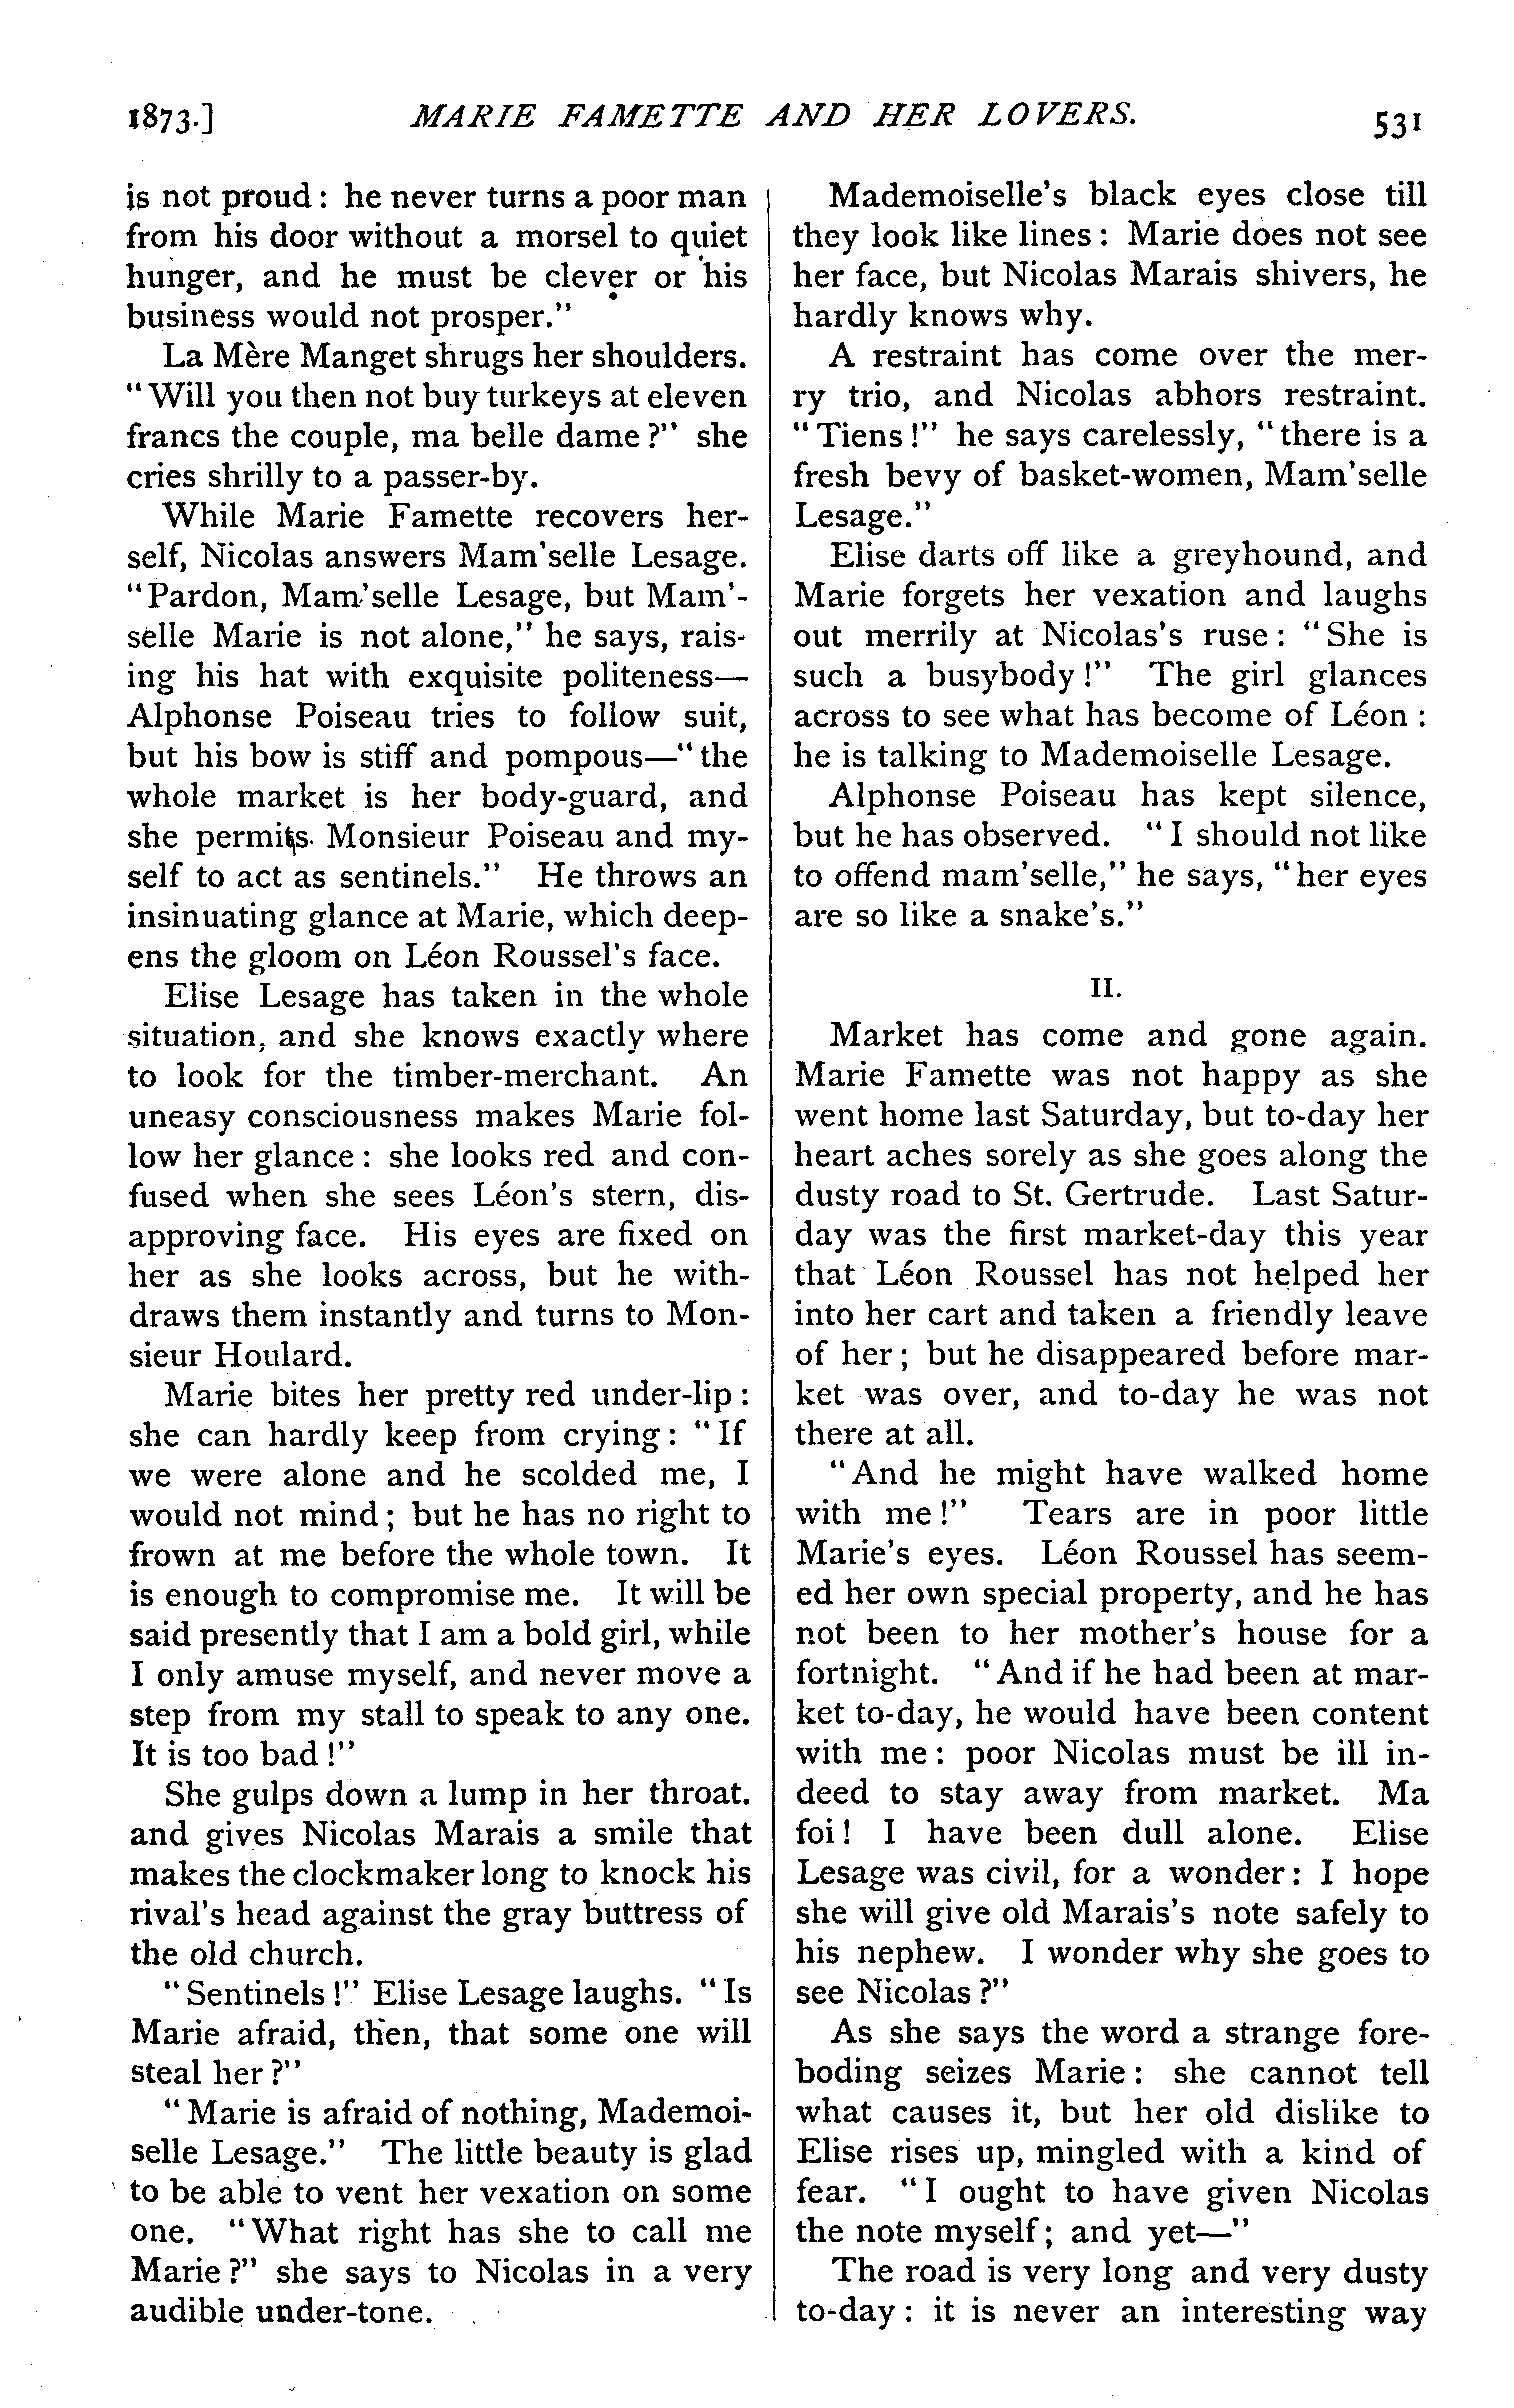 1873.] MARIE FAMETTE AND HER LOVERS. 531
is not proud: he never turns a poor man
from his door without a morsel to quiet
hunger, and he must be clever or his
business would not prosper."
La Mère Manget shrugs her shoulders.
"Will you then not buy turkeys at eleven
francs the couple, ma belle dame?" she
cries shrilly to a passer-by.
While Marie Famette recovers her-
self, Nicolas answers Mam'selle Lesage.
"Pardon, Mam'selle Lesage, but Mam'-
selle Marie is not alone," he says, rais-
ing his hat with exquisite politeness—
Alphonse Poiseau tries to follow suit,
but his bow is stiff and pompous—"the
whole market is her body-guard, and
she permits Monsieur Poiseau and my-
self to act as sentinels." He throws an
insinuating glance at Marie, which deep-
ens the gloom on Léon Roussel's face.
Elise Lesage has taken in the whole
situation, and she knows exactly where
to look for the timber-merchant. An
uneasy consciousness makes Marie fol-
low her glance: she looks red and con-
fused when she sees Léon's stern, dis-
approving face. His eyes are fixed on
her as she looks across, but he with-
draws them instantly and turns to Mon-
sieur Houlard.
Marie bites her pretty red under-lip:
she can hardly keep from crying: "If
we were alone and he scolded me, I
would not mind; but he has no right to
frown at me before the whole town. It
is enough to compromise me. It will be
said presently that I am a bold girl, while
I only amuse myself, and never move a
step from my stall to speak to any one.
It is too bad!"
She gulps down a lump in her throat.
and gives Nicolas Marais a smile that
makes the clockmaker long to knock his
rival's head against the gray buttress of
the old church.
"Sentinels!" Elise Lesage laughs. "Is
Marie afraid, then, that some one will
steal her?"
"Marie is afraid of nothing, Mademoi-
selle Lesage." The little beauty is glad
to be able to vent her vexation on some
one. "What right has she to call me
Marie?" she says to Nicolas in a very
audible under-tone.
Mademoiselle's black eyes close till
they look like lines: Marie does not see
her face, but Nicolas Marais shivers, he
hardly knows why.
A restraint has come over the mer-
ry trio, and Nicolas abhors restraint.
"Tiens!" he says carelessly, "there is a
fresh bevy of basket-women, Mam'selle
Lesage."
Elise darts off like a greyhound, and
Marie forgets her vexation and laughs
out merrily at Nicolas's ruse: "She is
such a busybody!" The girl glances
across to see what has become of Léon:
he is talking to Mademoiselle Lesage.
Alphonse Poiseau has kept silence,
but he has observed. "I should not like
to offend mam'selle," he says, "her eyes
are so like a snake's."
II.
Market has come and gone again.
Marie Famette was not happy as she
went home last Saturday, but to-day her
heart aches sorely as she goes along the
dusty road to St. Gertrude. Last Satur-
day was the first market-day this year
that Léon Roussel has not helped her
into her cart and taken a friendly leave
of her; but he disappeared before mar-
ket was over, and to-day he was not
there at all.
"And he might have walked home
with me!" Tears are in poor little
Marie's eyes. Léon Roussel has seem-
ed her own special property, and he has
not been to her mother's house for a
fortnight. "And if he had been at mar-
ket to-day, he would have been content
with me: poor Nicolas must be ill in-
deed to stay away from market. Ma
foi! I have been dull alone. Elise
Lesage was civil, for a wonder: I hope
she will give old Marais's note safely to
his nephew. I wonder why she goes to
see Nicolas?"
As she says the word a strange fore-
boding seizes Marie: she cannot tell
what causes it, but her old dislike to
Elise rises up, mingled with a kind of
fear. "I ought to have given Nicolas
the note myself; and yet—"
The road is very long and very dusty
to-day: it is never an interesting way